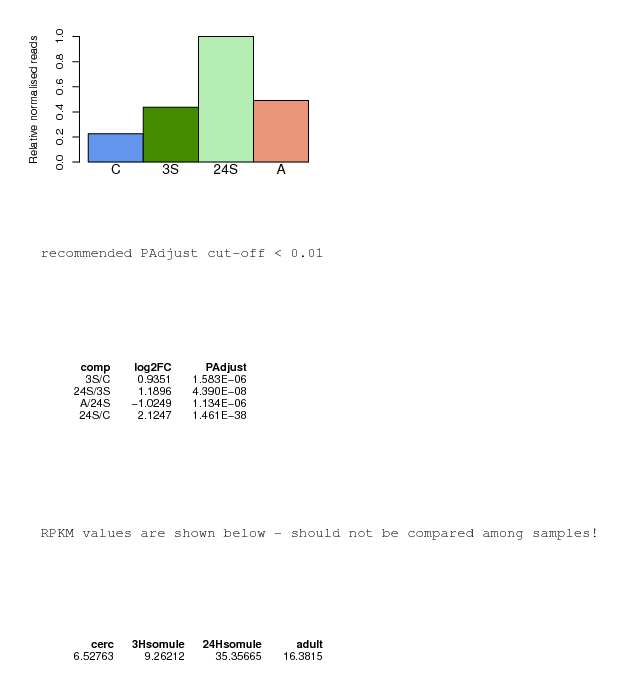 Relative normalised reads
1.0
0.8
0.6
0.4
0.2
0.0
C 3S 24S A
recommended PAdjust cut-off < 0.01
comp log2FC PAdjust
3S/C 0.9351 1.583E-06
24S/3S 1.1896 4.390E-08
A/24S -1.0249 1.134E-06
24S/C 2.1247 1.461E-38
RPKM values are shown below - should not be compared among samples!
cerc 3Hsomule 24Hsomule adult
6.52763 9.26212 35.35665 16.3815